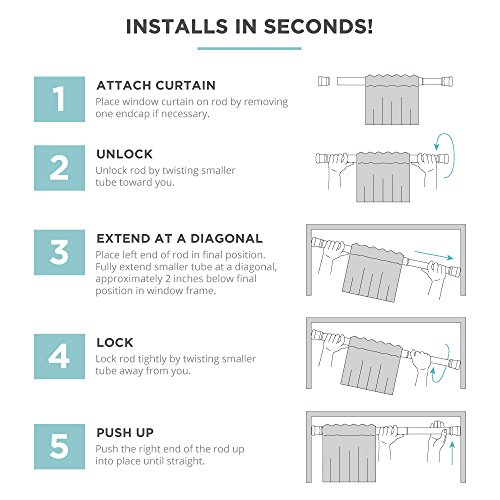 INSTALLS IN SECONDS!
1
ATTACH CURTAIN
Place window curtain on rod by removing
one endcap if necessary.
2
UNLOCK
Unlock rod by twisting smaller
tube toward you.
3
EXTEND AT A DIAGONAL
Place left end of rod in final position.
Fully extend smaller tube at a diagonal,
approximately 2 inches below final
position in window frame.
4
LOCK
Lock rod tightly by twisting smaller
tube away from you.
5
PUSH UP
Push the right end of the rod up
into place until straight.